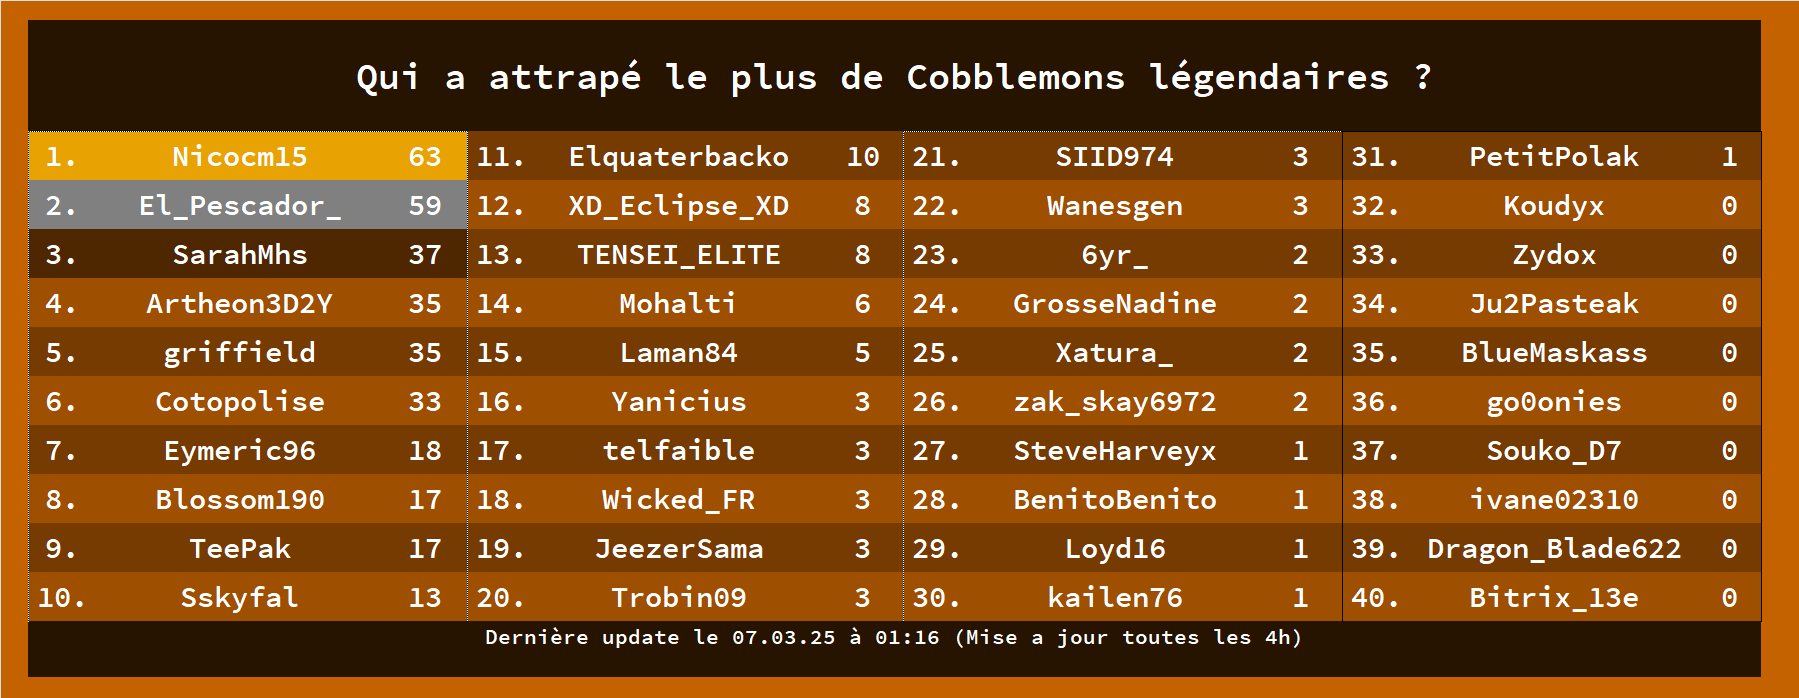 Qui a attrapé le plus de Cobblemons légendaires ?
1. Nicocm15 63
2. El_Pescador_ 59
3. SarahMhs 37
4. Artheon3D2Y 35
5. griffield 35
6. Cotopolise 33
7. Eymeric96 18
8. Blossom190 17
9. TeePak 17
10. Sskyfal 13
11. Elquaterbacko 10
12. XD_Eclipse_XD 8
13. TENSEI_ELITE 8
14. Mohalti 6
15. Laman84 5
16. Yanicius 3
17. telfaible 3
18. Wicked_FR 3
19. JeezerSama 3
20. Trobin09 3
21. SIID974 3
22. Wanesgen 3
23. 6yr_ 2
24. GrosseNadine 2
25. Xatura_ 2
26. zak_skay6972 2
27. SteveHarveyx 1
28. BenitoBenito 1
29. Loyd16 1
30. kailen76 1
31. PetitPolak 1
32. Koudyx 0
33. Zydox 0
34. Ju2Pasteak 0
35. BlueMaskass 0
36. go0onies 0
37. Souko_D7 0
38. ivane02310 0
39. Dragon_Blade622 0
40. Bitrix_13e 0
Dernière update le 07.03.25 à 01:16 (Mise a jour toutes les 4h)